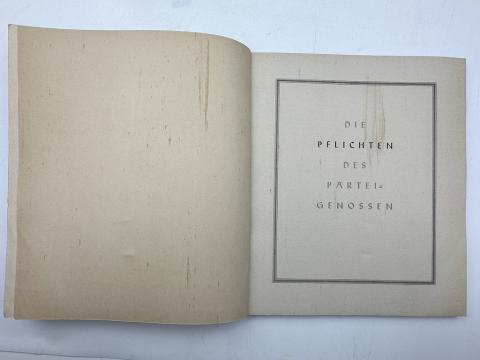 DIE
PFLICHTEN
DES
PARTEI=
GENOSSEN